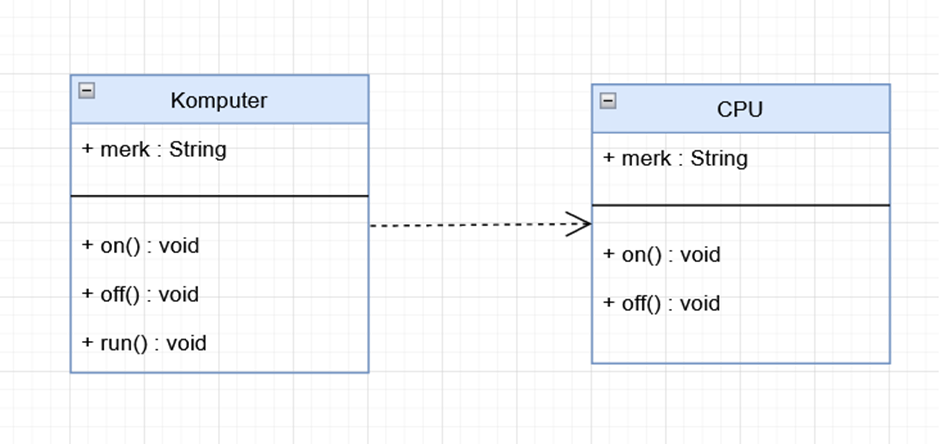 Komputer
+ merk : String
+ on() : void
+ off() : void
+ run() : void
CPU
+ merk : String
+ on() : void
+ off() : void